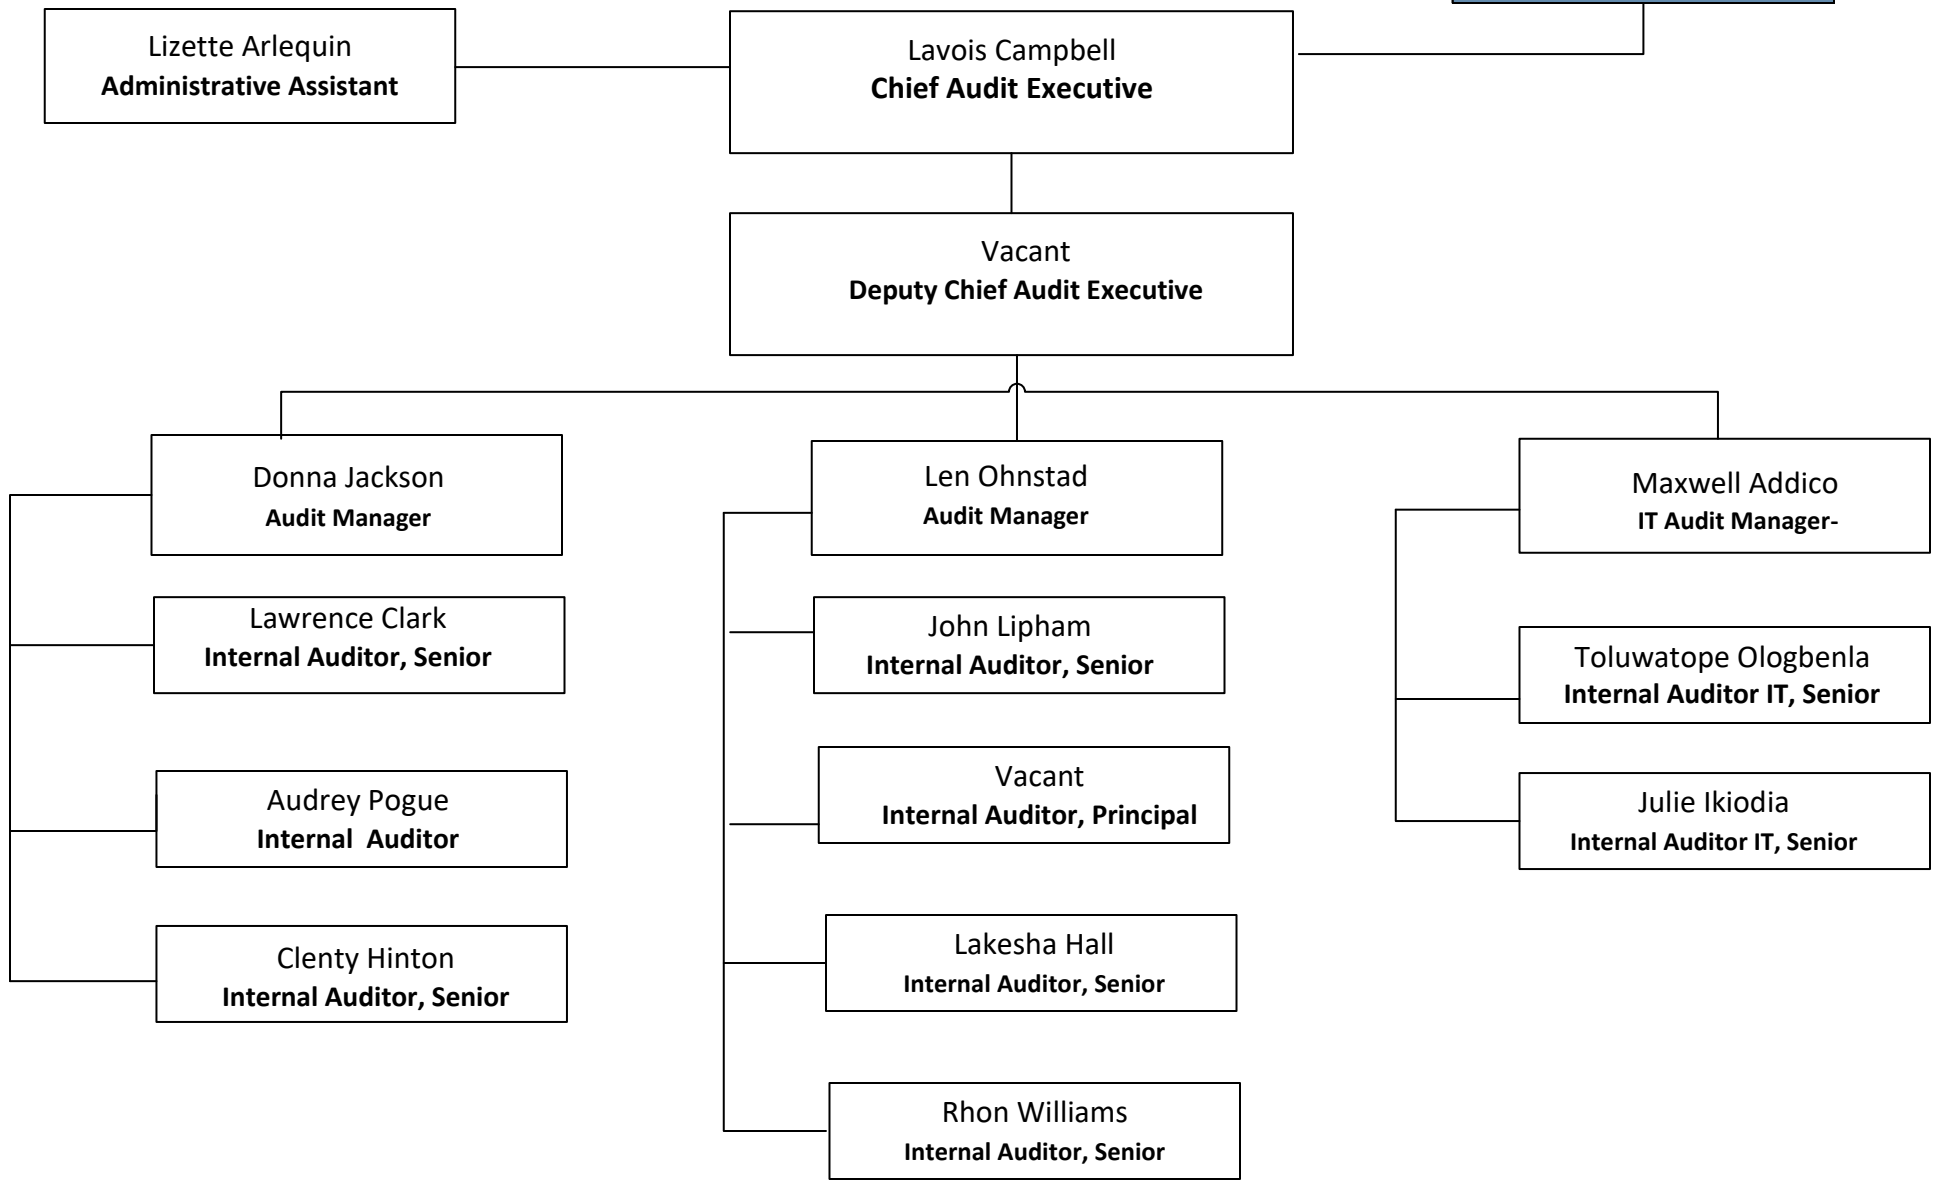 Lizette Arlequin
Administrative Assistant
Lavois Campbell
Chief Audit Executive
Vacant
Deputy Chief Audit Executive
Donna Jackson
Audit Manager
Lawrence Clark
Internal Auditor, Senior
Audrey Pogue
Internal  Auditor
Clenty Hinton
Internal Auditor, Senior
Len Ohnstad
Audit Manager
John Lipham
Internal Auditor, Senior
Vacant
Internal Auditor, Principal
Lakesha Hall
Internal Auditor, Senior
Rhon Williams
Internal Auditor, Senior
Maxwell Addico
IT Audit Manager-
Toluwatope Ologbenla
Internal Auditor IT, Senior
Julie Ikiodia
Internal Auditor IT, Senior